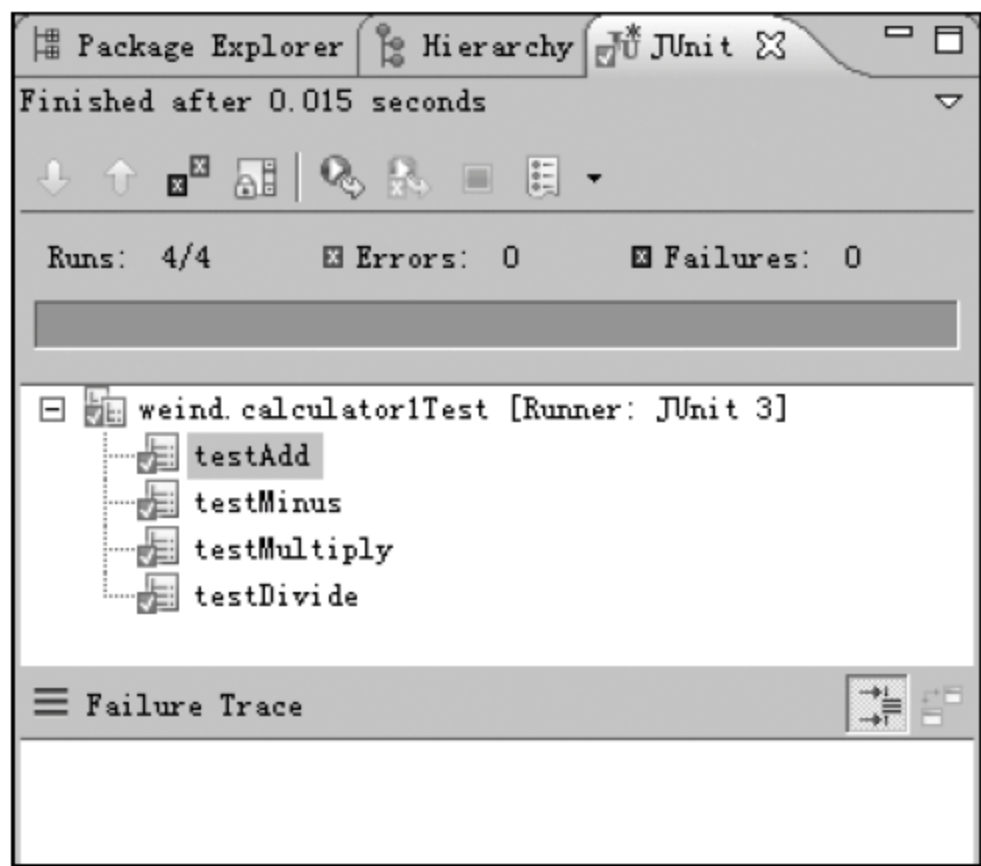 Package Explorer Hierarchy JUnit
Finished after 0.015 seconds
Runs: 4/4 Errors: 0 Failures: 0
weind.calculator1Test [Runner: JUnit 3]
testAdd
testMinus
testMultiply
testDivide
Failure Trace